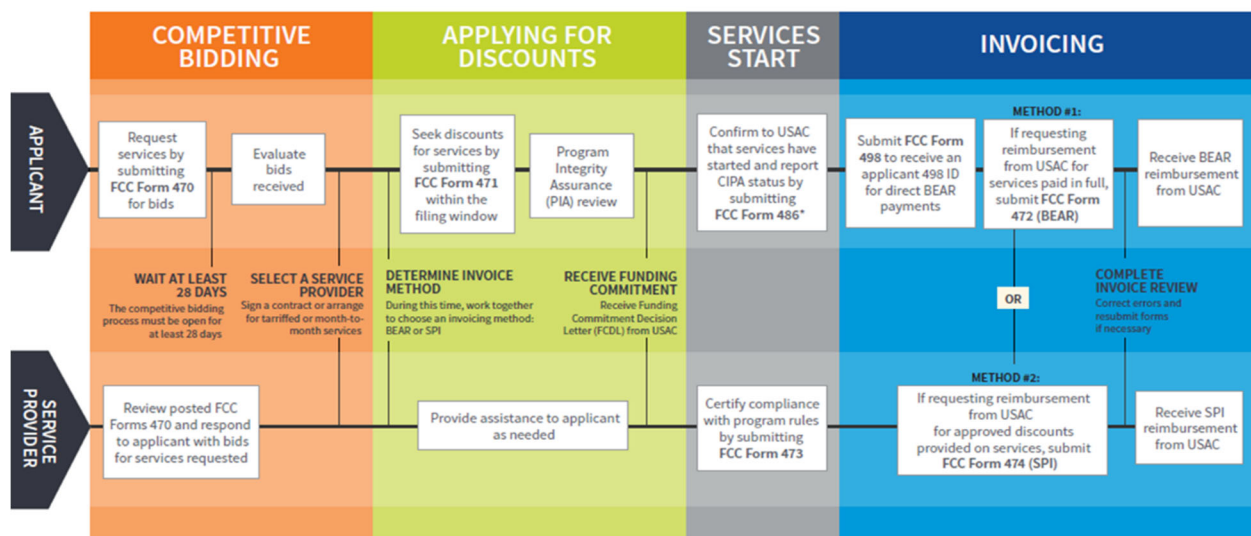 COMPETITIVE
BIDDING
APPLYING FOR
DISCOUNTS
SERVICES
START
INVOICING
APPLICANT
Request
services by
submitting
FCC Form 470
for bids
Evaluate
bids
received
Seek discounts
for services by
submitting
FCC Form 471
within the
filing window
Program
Integrity
Assurance
(PIA) review
Confirm to USAC
that services have
started and report
CIPA status by
submitting
FCC Form 486*
Submit FCC Form
498 to receive an
applicant 498 ID
for direct BEAR
payments
METHOD #1:
If requesting
reimbursement
from USAC for
services paid in full,
submit FCC Form
472 (BEAR)
Receive BEAR
reimbursement
from USAC
WAIT AT LEAST
28 DAYS
The competitive bidding
process must be open for
at least 28 days
SELECT A SERVICE
PROVIDER
Sign a contract or arrange
for tarriffed or month-to-
month services
DETERMINE INVOICE
METHOD
During this time, work together
to choose an invoicing method:
BEAR or SPI
RECEIVE FUNDING
COMMITMENT
Receive Funding
Commitment Decision
Letter (FCDL) from USAC
OR
COMPLETE
INVOICE REVIEW
Correct errors and
resubmit forms
if necessary
SERVICE
PROVIDER
Review posted FCC
Forms 470 and respond
to applicant with bids
for services requested
Provide assistance to applicant
as needed
Certify compliance
with program rules
by submitting
FCC Form 473
METHOD #2:
If requesting reimbursement
from USAC
for approved discounts
provided on services, submit
FCC Form 474 (SPI)
Receive SPI
reimbursement
from USAC